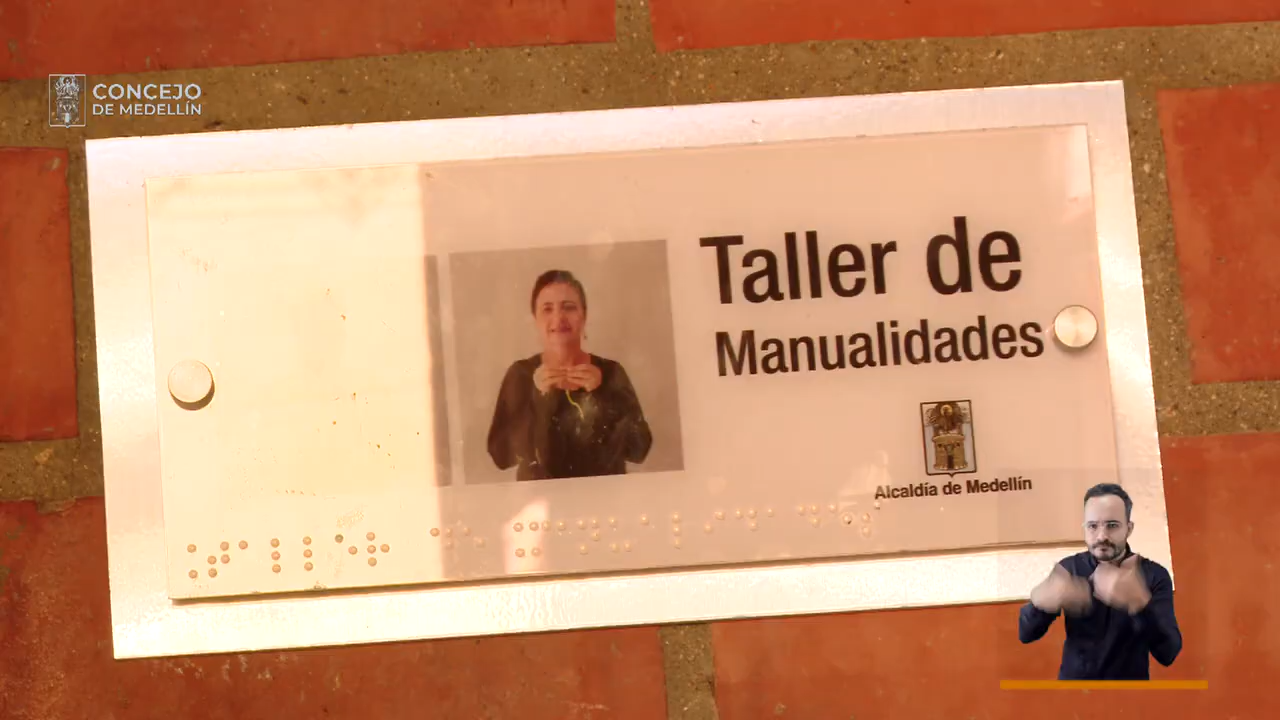 CONCEJO
DE MEDELLÍN
Taller de
Manualidades
Alcaldía de Medellín